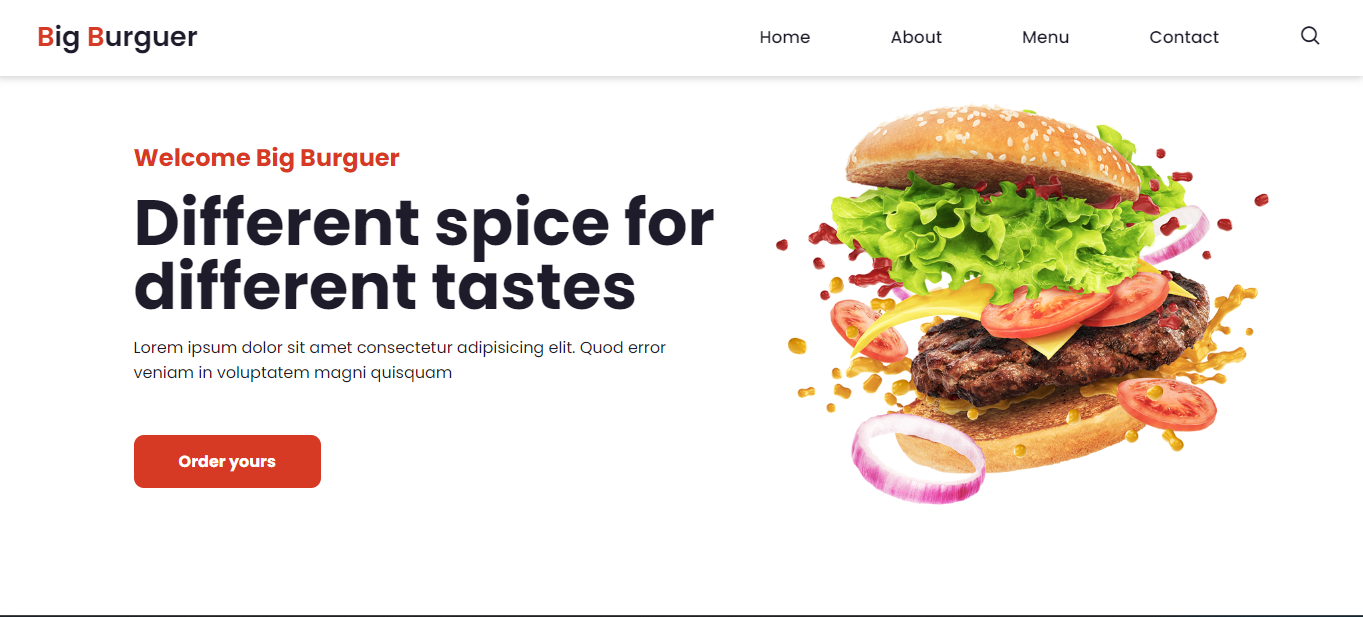 Big Burguer
Home
About
Menu
Contact
Welcome Big Burguer
Different spice for
different tastes
Lorem ipsum dolor sit amet consectetur adipisicing elit. Quod error
veniam in voluptatem magni quisquam
Order yours